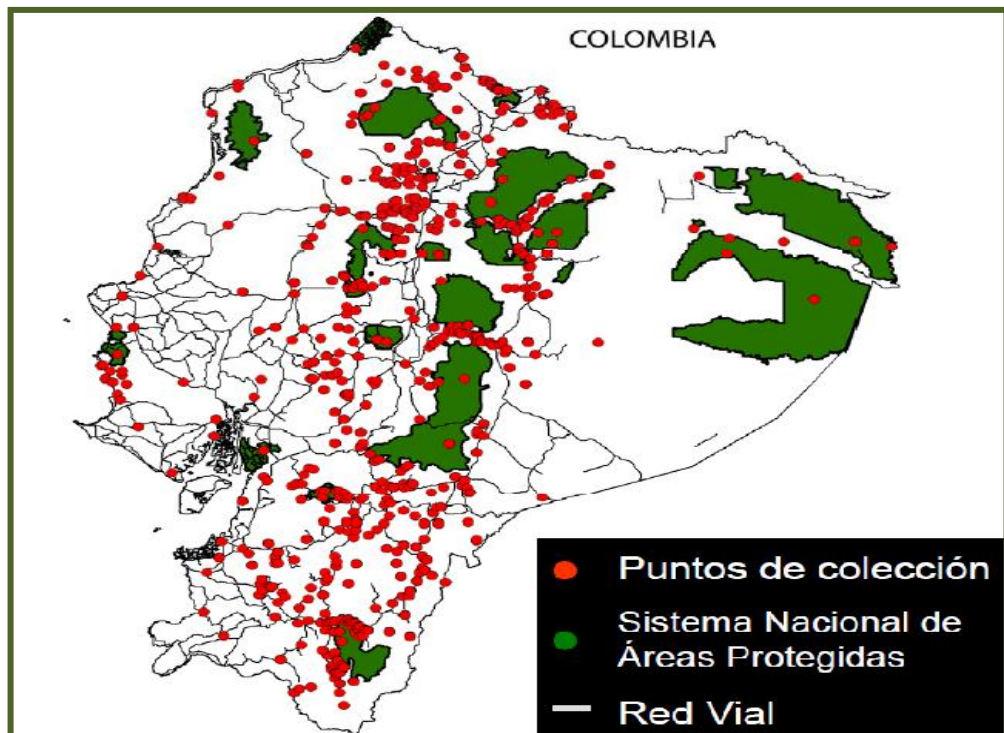 COLOMBIA
Puntos de colección
Sistema Nacional de
Áreas Protegidas
Red Vial